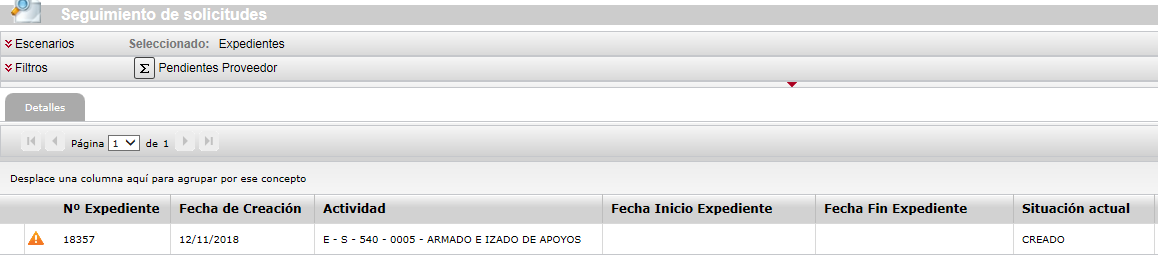 Seguimiento de solicitudes
Escenarios Seleccionado: Expedientes
Filtros Σ Pendientes Proveedor
Detalles
Página 1 de 1
Desplace una columna aquí para agrupar por ese concepto
Nº Expediente Fecha de Creación Actividad Fecha Inicio Expediente Fecha Fin Expediente Situación actual
18357 12/11/2018 E - S - 540 - 0005 - ARMADO E IZADO DE APOYOS CREADO